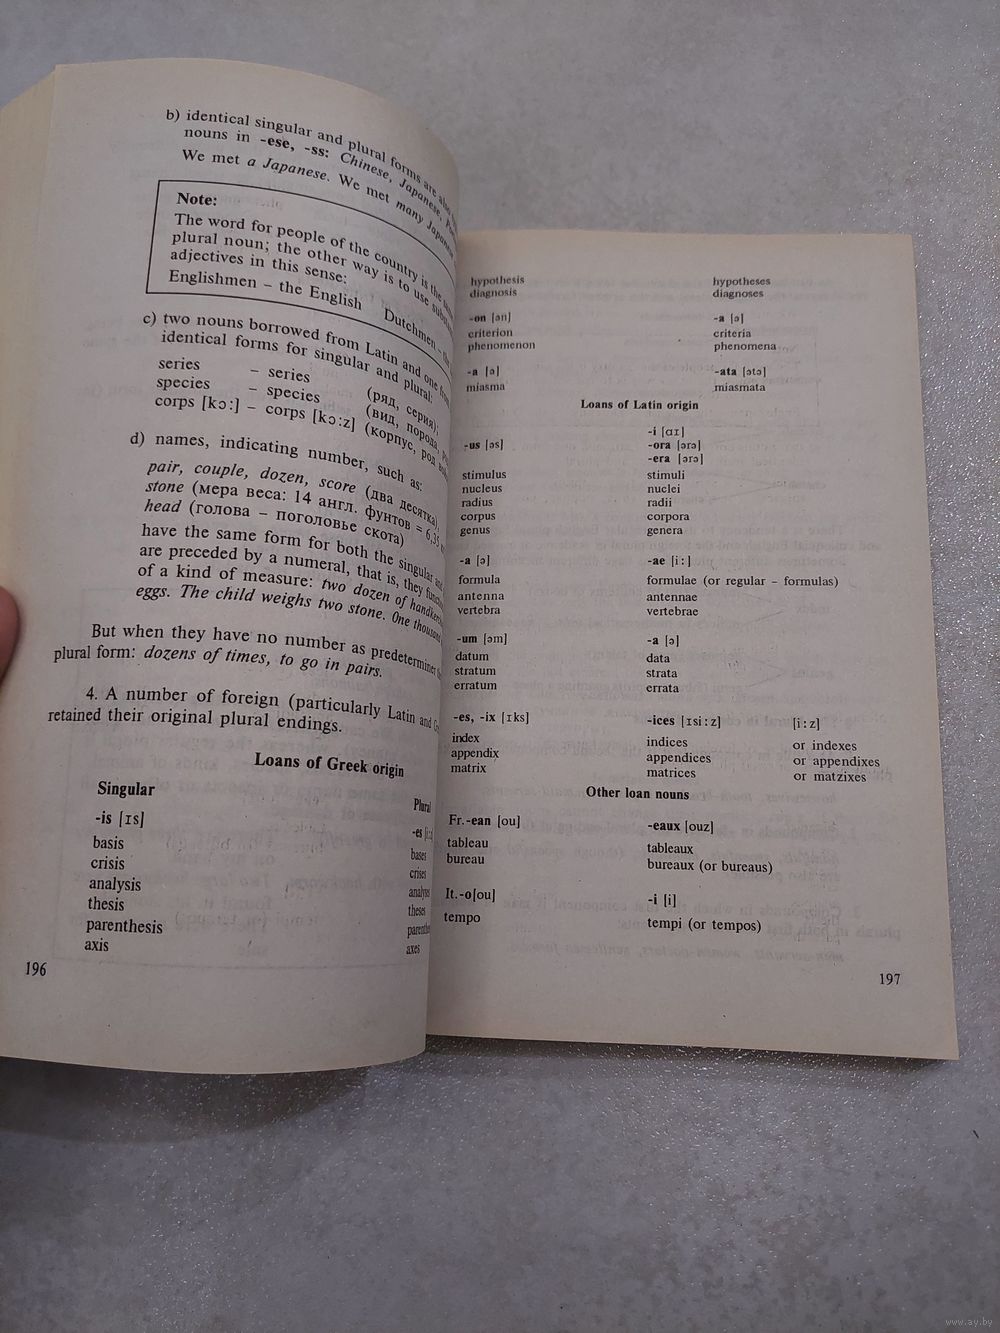 b) identical singular and plural forms are also
nouns in -ese, -ss: Chinese, Japanese,
We met a Japanese. We met many Japanese
Note:
The word for people of the country is the same
plural noun; the other way is to use
adjectives in this sense:
Englishmen – the English Dutchmen –
c) two nouns borrowed from Latin and one from
identical forms for singular and plural:
series – series (ряд, серия);
species – species (вид, порода,
corps [kɔ:] – corps [kɔ:z] (корпус, род
d) names, indicating number, such as:
pair, couple, dozen, score (два десятка),
stone (мера веса: 14 англ. фунтов = 6,35
head (голова – поголовье скота)
have the same form for both the singular and
are preceded by a numeral, that is, they
of a kind of measure: two dozen of
eggs. The child weighs two stone. One thousand
But when they have no number as predeterminer
plural form: dozens of times, to go in pairs.
4. A number of foreign (particularly Latin and
retained their original plural endings.
Loans of Greek origin
Singular Plural
-is [ɪs] -es [i:z]
basis bases
crisis crises
analysis analyses
thesis theses
parenthesis
axis axes
196
hypothesis hypotheses
diagnosis diagnoses
-on [ən] -a [ə]
criterion criteria
phenomenon phenomena
-a [ə] -ata [ətə]
miasma miasmata
Loans of Latin origin
-us [əs] -i [aɪ]
-ora [ərə]
-era [ərə]
stimulus stimuli
nucleus nuclei
radius radii
corpus corpora
genus genera
-a [ə] -ae [i:]
formula formulae (or regular – formulas)
antenna antennae
vertebra vertebrae
-um [əm] -a [ə]
datum data
stratum strata
erratum errata
-es, -ix [ɪks] -ices [ɪsi:z] [i:z]
index indices or indexes
appendix appendices or appendixes
matrix matrices or matzixes
Other loan nouns
Fr.-ean [ou] -eaux [ouz]
tableau tableaux
bureau bureaux (or bureaus)
It.-o[ou] -i [i]
tempo tempi (or tempos)
197
www.ay.by